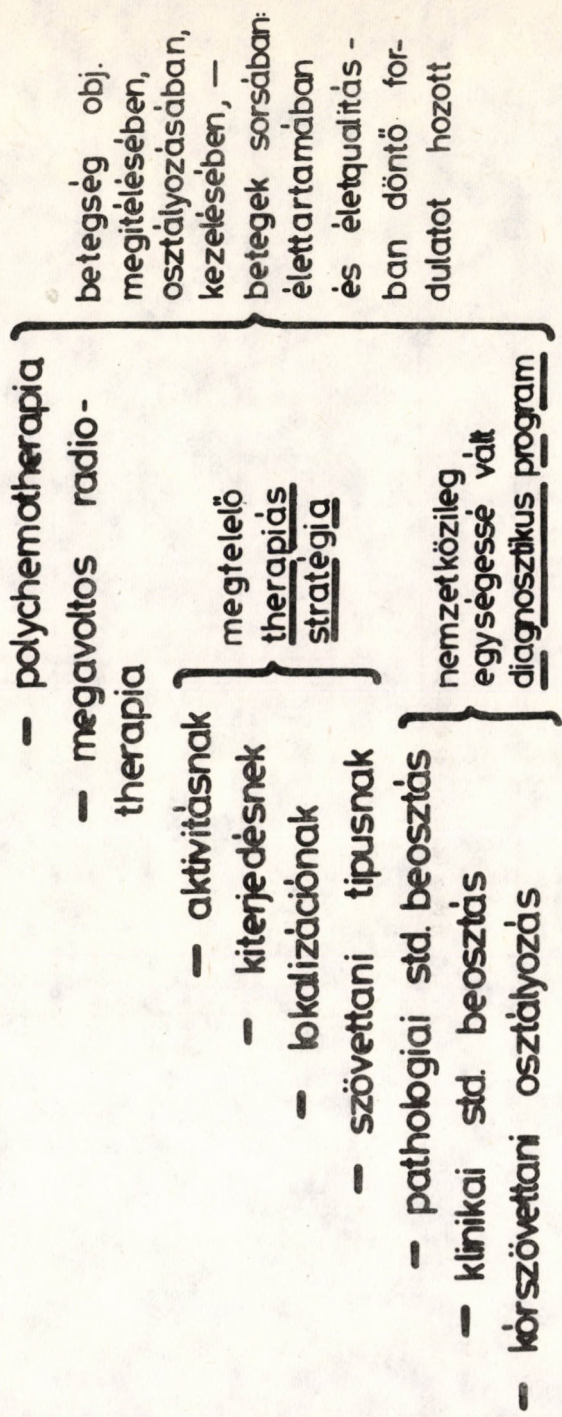 — polychemotherapia
— megavoltos radio-
therapia
— aktivitásnak
— kiterjedésnek
— lokalizációnak
— szövettani tipusnak
megfelelő
therapiás
stratégia
— pathologiai std. beosztás
— klinikai std. beosztás
— kórszövettani osztályozás
nemzetközileg
egységessé vált
diagnosztikus program
betegség obj.
megitélésében,
osztályozásában,
kezelésében, —
betegek sorsában:
élettartamában
és életqualitás-
ban döntő for-
dulatot hozott